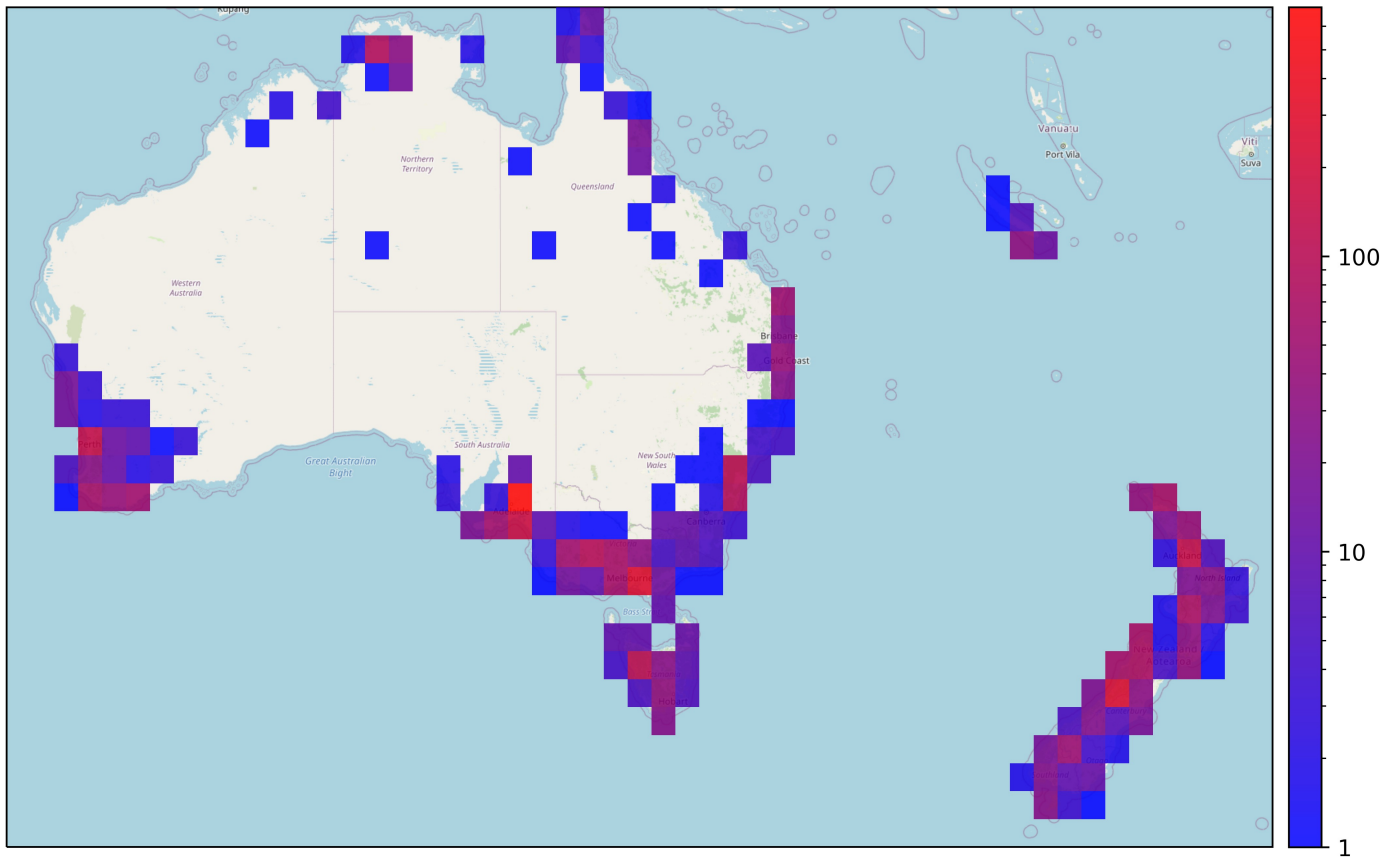 Kupang
Vanuatu
Port Vila
Viti
Suva
Northern
Territory
Queensland
Western
Australia
100
Brisbane
Gold Coast
Perth
Great Australian
Bight
South Australia
New South
Wales
Adelaide
Canberra
10
Auckland
North Island
Melbourne
Bass Str
New Zealand
Aotearoa
Hobart
1